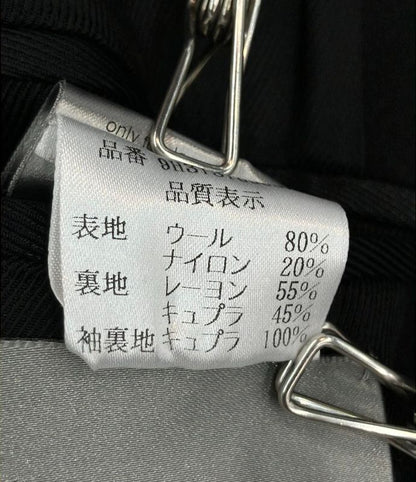 only f
品番
品質表示
表地 ウール 80%
ナイロン 20%
裏地 レーヨン 55%
キュプラ 45%
袖裏地 キュプラ 100%